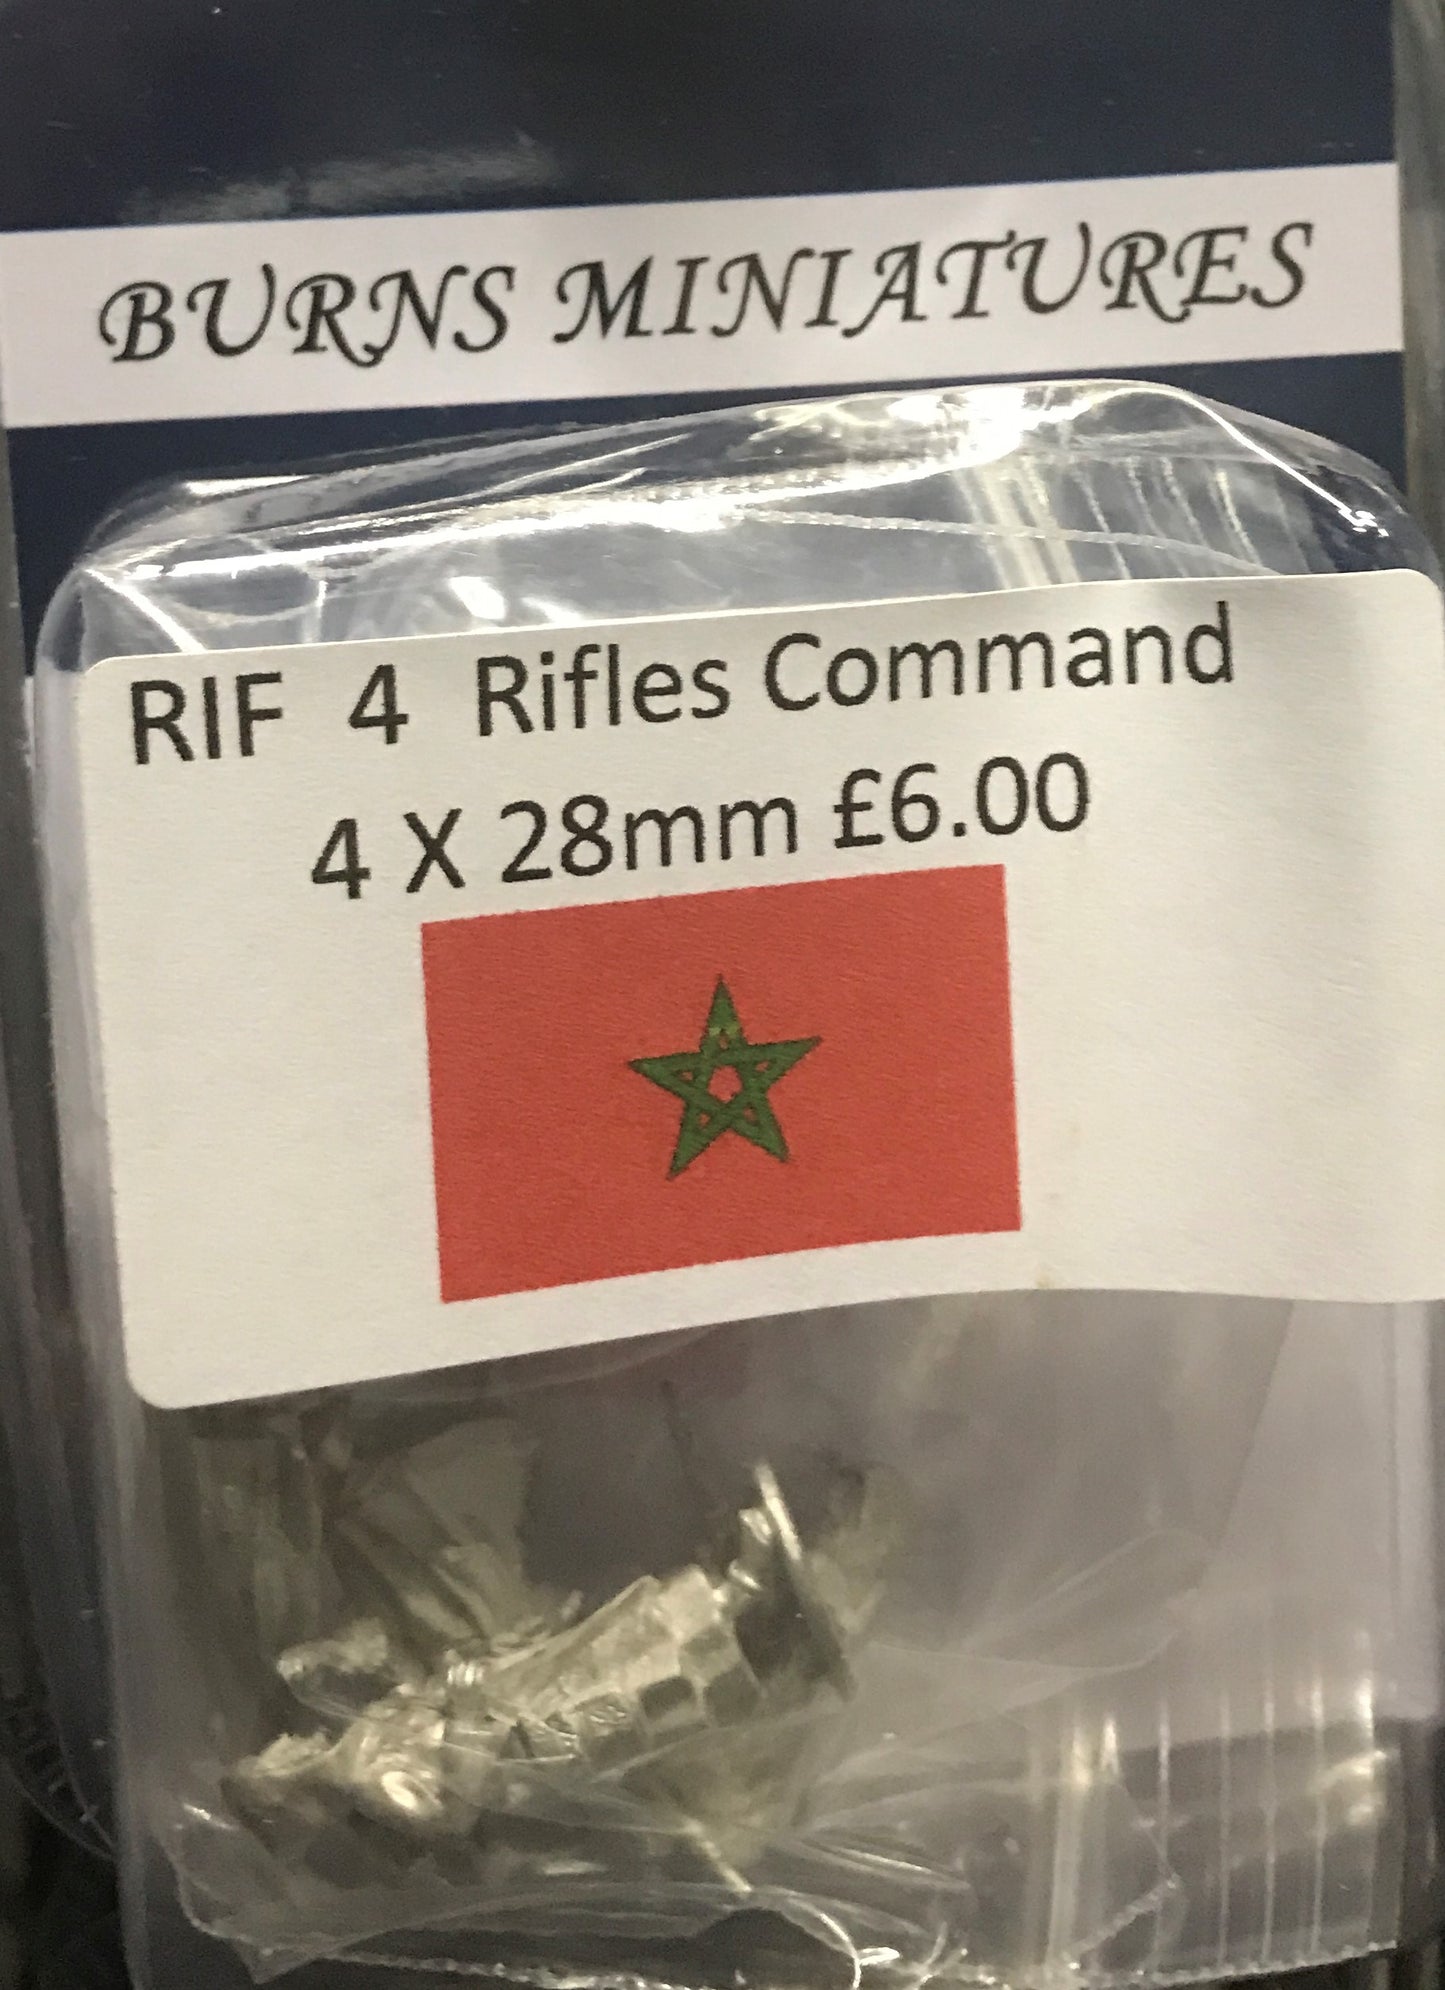 BURNS MINIATURES
RIF 4 Rifles Command
4 X 28mm £6.00